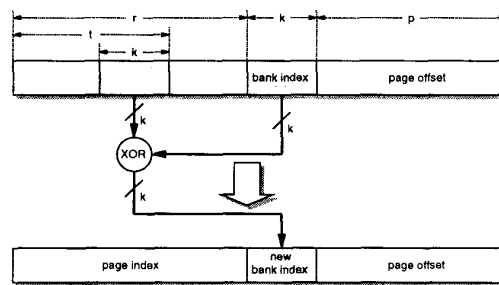 r k p
t
k
bank index page offset
k k
XOR
k
page index new bank index page offset